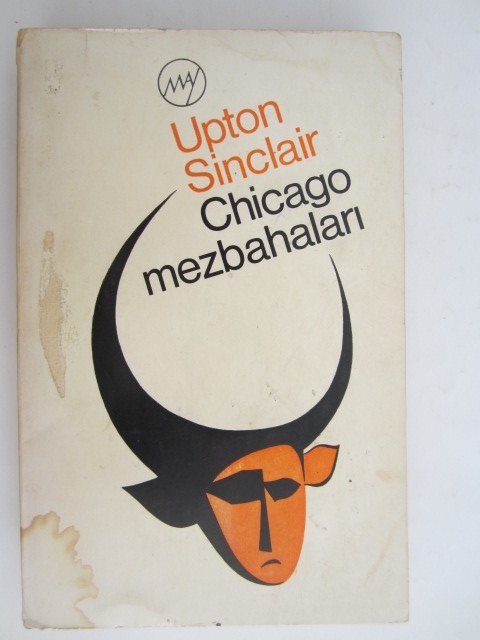 MAY
Upton
Sinclair
Chicago
mezbahaları